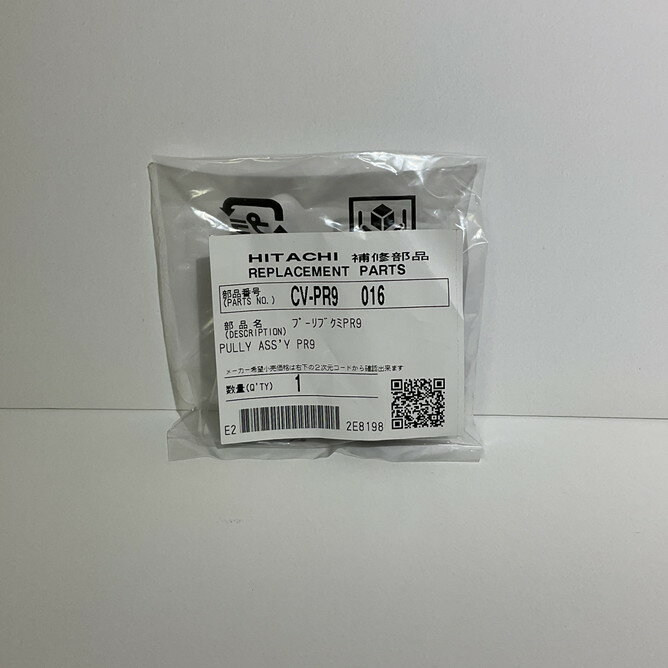 プラ
HITACHI 補修部品
REPLACEMENT PARTS
部品番号
(PARTS NO.) CV-PR9 016
部品名 プーリブクミPR9
(DESCRIPTION)
PULLY ASS'Y PR9
メーカー希望小売価格は右下の2次元コードから確認出来ます
数量(Q'TY) 1
E2 2E8198